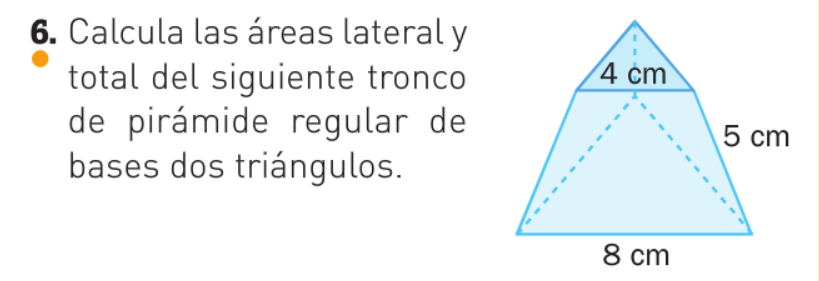 6. Calcula las áreas lateral y
total del siguiente tronco
de pirámide regular de
bases dos triángulos.
4 cm
5 cm
8 cm